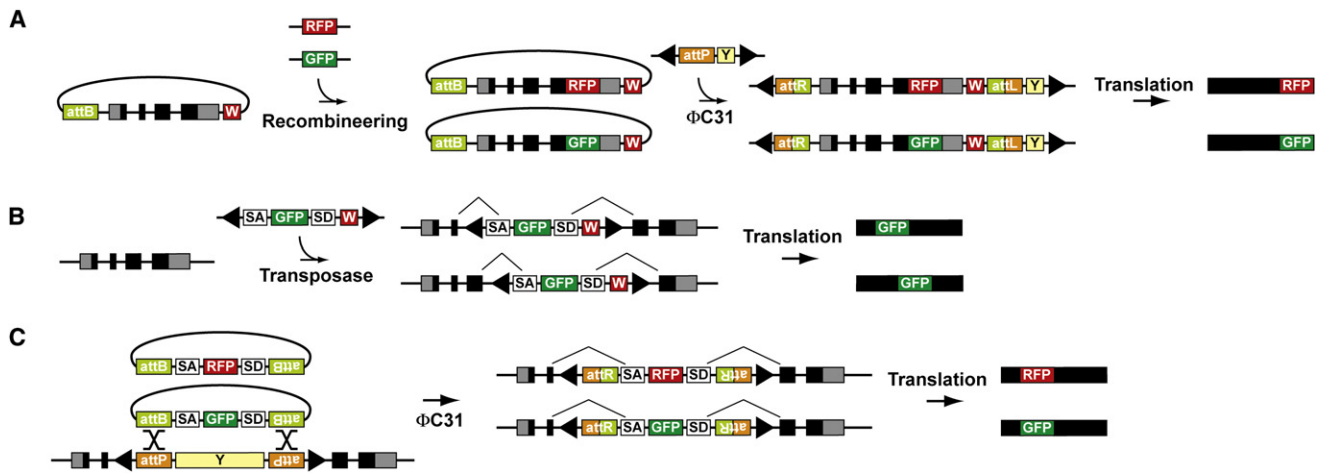 A
RFP
GFP
attB W
Recombineering
attB RFP W
attB GFP W
attP Y
ΦC31
attR RFP W attL Y
attR GFP W attL Y
Translation
RFP
GFP
B
SA GFP SD W
Transposase
SA GFP SD W
SA GFP SD W
Translation
GFP
GFP
C
attB SA RFP SD attB
attB SA GFP SD attB
attP Y attP
ΦC31
attR SA RFP SD attR
attR SA GFP SD attR
Translation
RFP
GFP